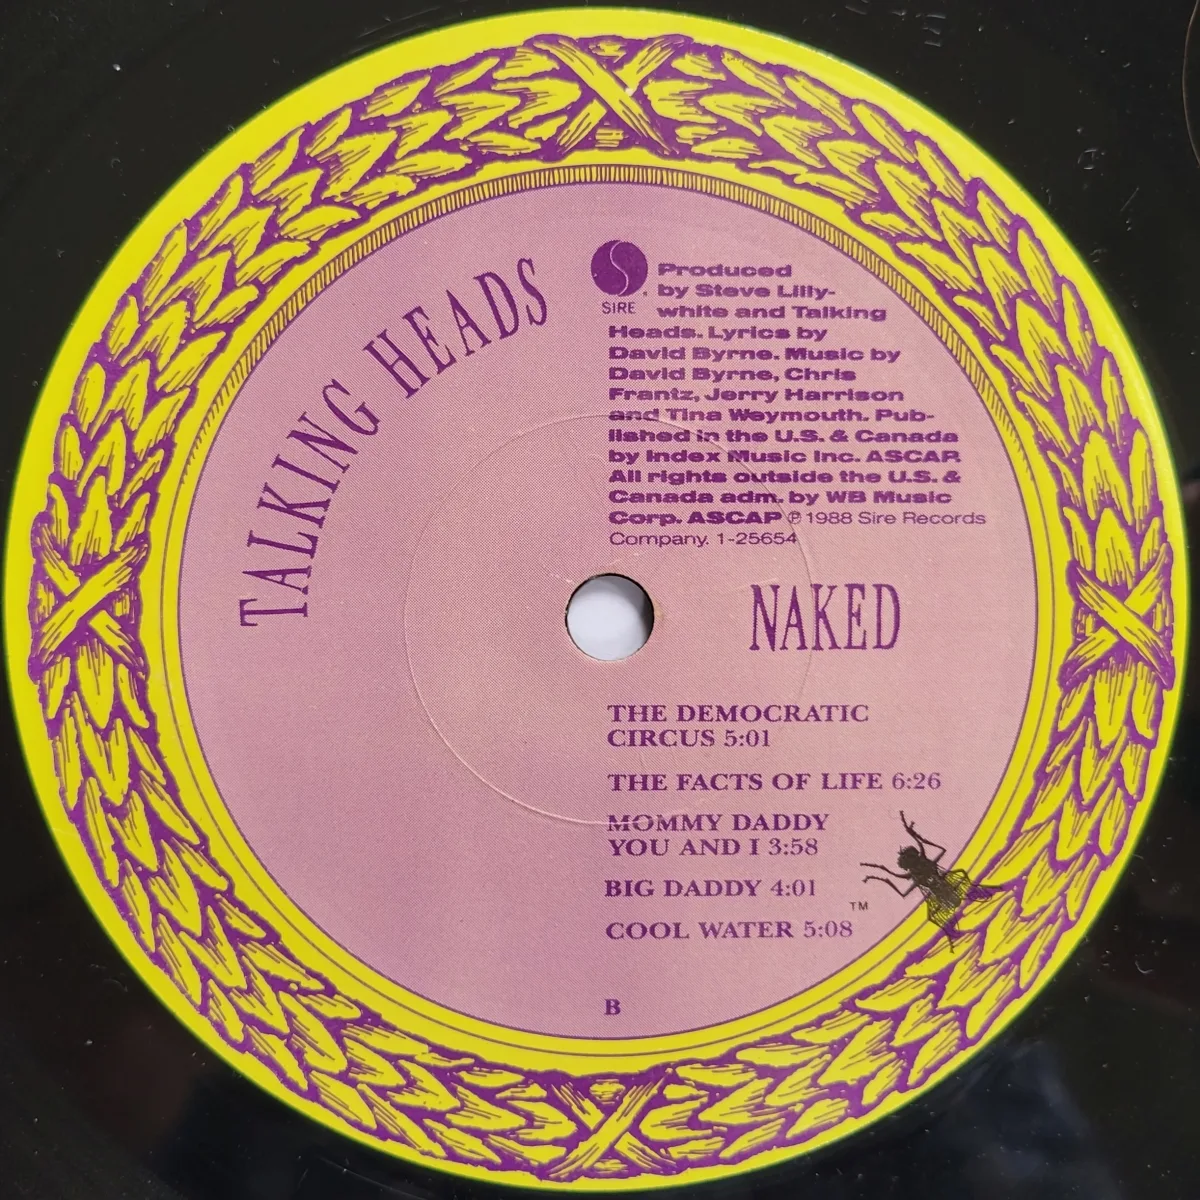 TALKING HEADS
SIRE
Produced
by Steve Lilly-
white and Talking
Heads. Lyrics by
David Byrne. Music by
David Byrne, Chris
Frantz, Jerry Harrison
and Tina Weymouth. Pub-
lished in the U.S. & Canada
by Index Music Inc. ASCAP.
All rights outside the U.S. &
Canada adm. by WB Music
Corp. ASCAP ℗ 1988 Sire Records
Company. 1-25654
NAKED
THE DEMOCRATIC
CIRCUS 5:01
THE FACTS OF LIFE 6:26
MOMMY DADDY
YOU AND I 3:58
BIG DADDY 4:01
TM
COOL WATER 5:08
B